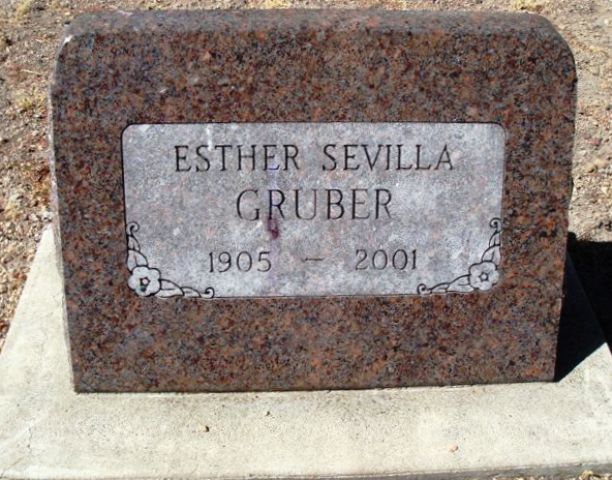 ESTHER SEVILLA
GRUBER
1905 – 2001